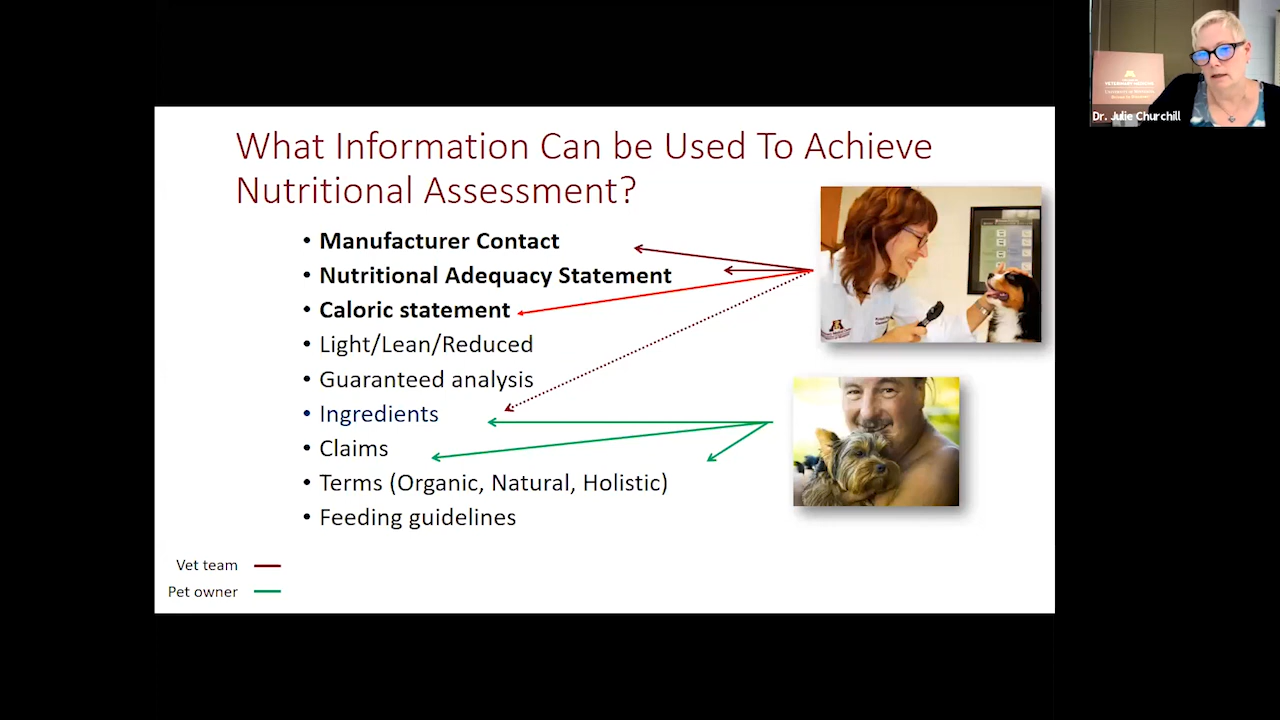 What Information Can be Used To Achieve
Nutritional Assessment?
• Manufacturer Contact
• Nutritional Adequacy Statement
• Caloric statement
• Light/Lean/Reduced
• Guaranteed analysis
• Ingredients
• Claims
• Terms (Organic, Natural, Holistic)
• Feeding guidelines
Vet team
Pet owner
Dr. Julie Churchill